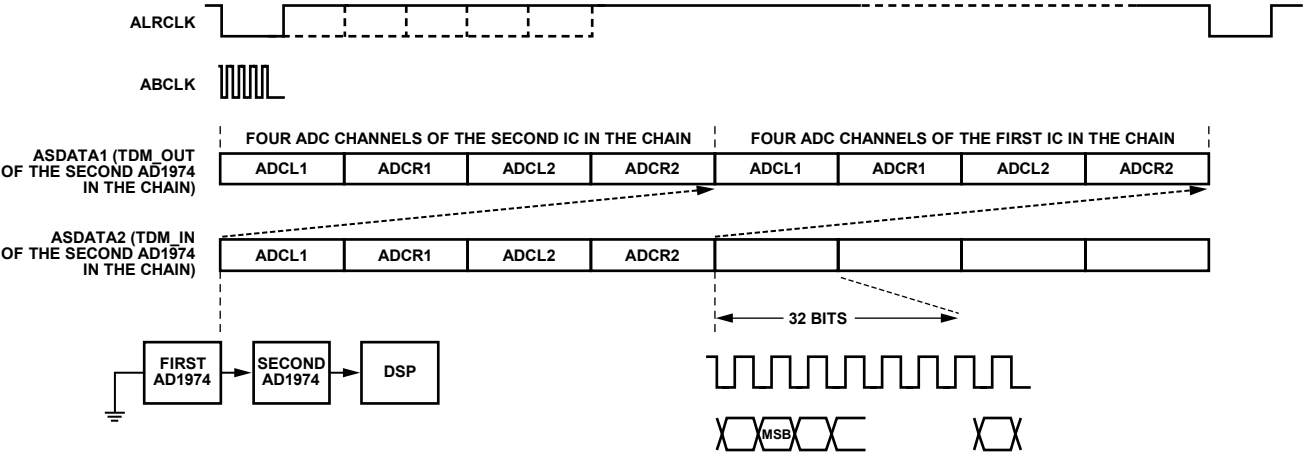 ALRCLK
ABCLK
FOUR ADC CHANNELS OF THE SECOND IC IN THE CHAIN
FOUR ADC CHANNELS OF THE FIRST IC IN THE CHAIN
ASDATA1 (TDM_OUT
OF THE SECOND AD1974
IN THE CHAIN)
ADCL1
ADCR1
ADCL2
ADCR2
ADCL1
ADCR1
ADCL2
ADCR2
ASDATA2 (TDM_IN
OF THE SECOND AD1974
IN THE CHAIN)
ADCL1
ADCR1
ADCL2
ADCR2
32 BITS
FIRST
AD1974
SECOND
AD1974
DSP
MSB